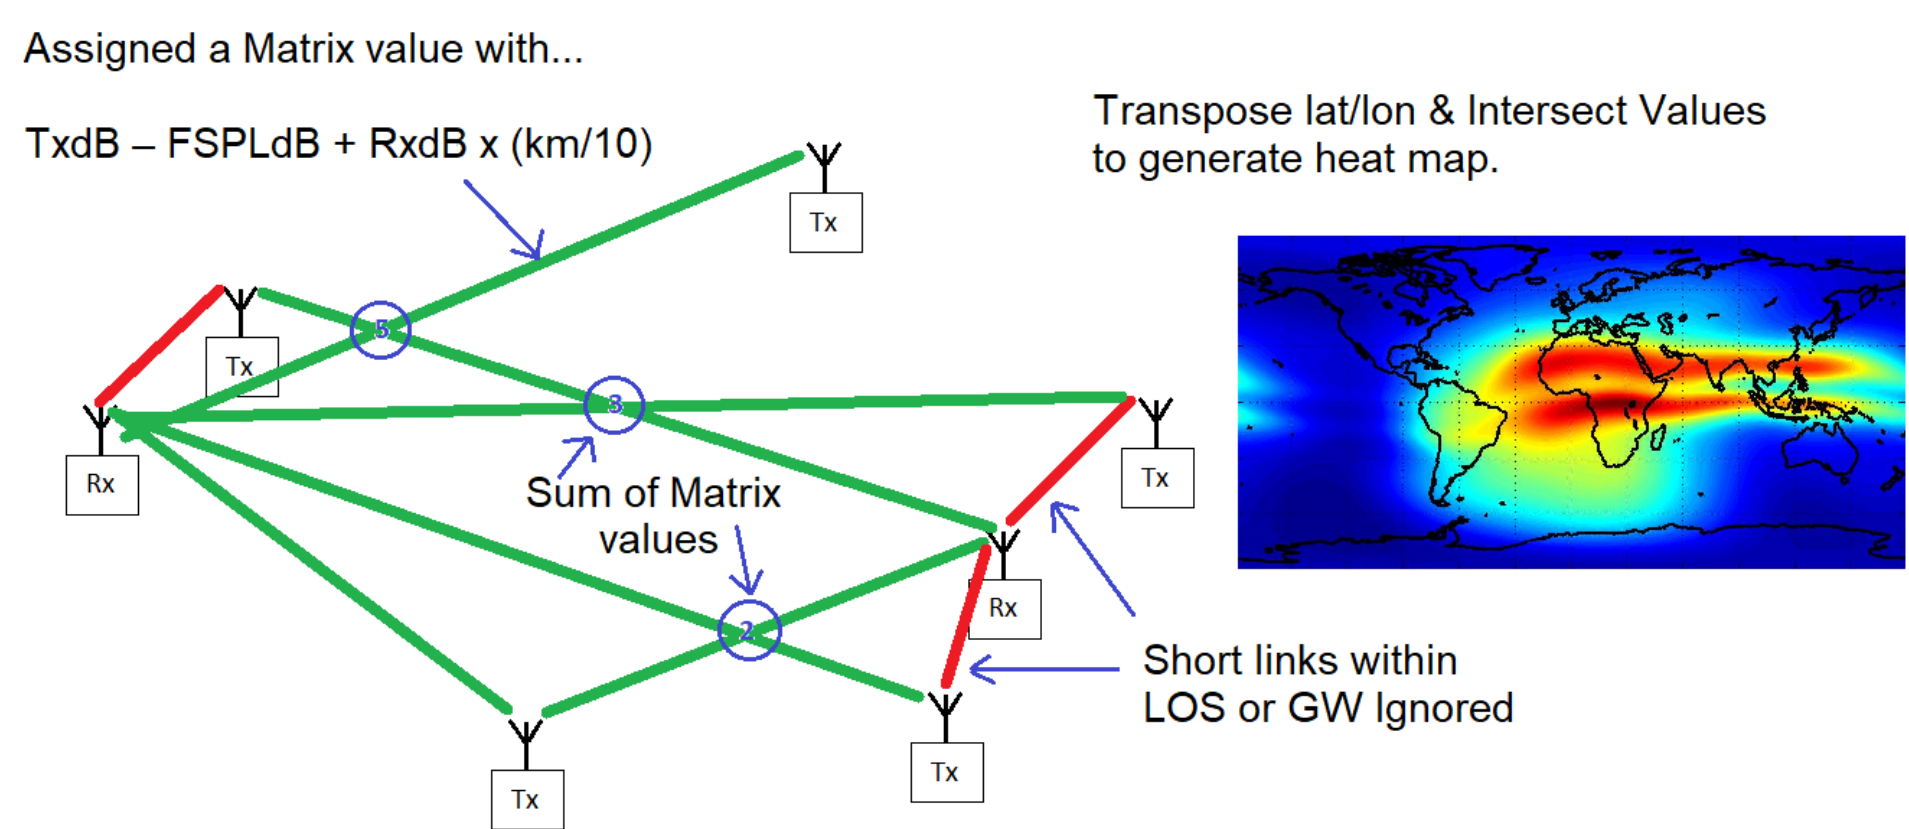 Assigned a Matrix value with...
TxdB – FSPLdB + RxdB x (km/10)
Transpose lat/lon & Intersect Values
to generate heat map.
Tx
5
Tx
3
Rx
Tx
Sum of Matrix
values
2
Rx
Short links within
LOS or GW Ignored
Tx
Tx